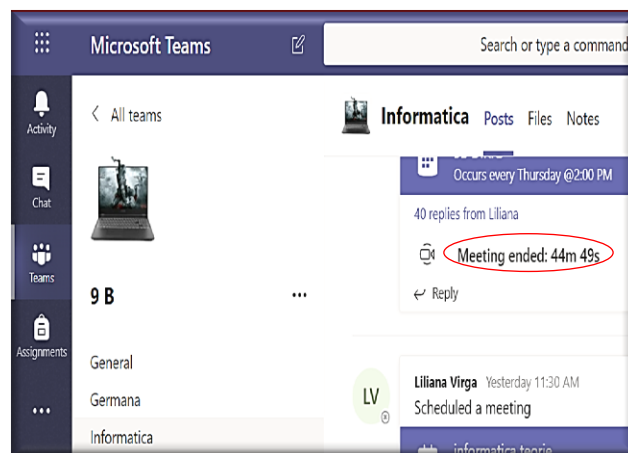 Microsoft Teams
Search or type a command
Activity
Chat
Teams
Assignments
All teams
9 B
General
Germana
Informatica
Informatica Posts Files Notes
Occurs every Thursday @2:00 PM
40 replies from Liliana
Meeting ended: 44m 49s
Reply
LV
Liliana Virga Yesterday 11:30 AM
Scheduled a meeting
informatica teorie